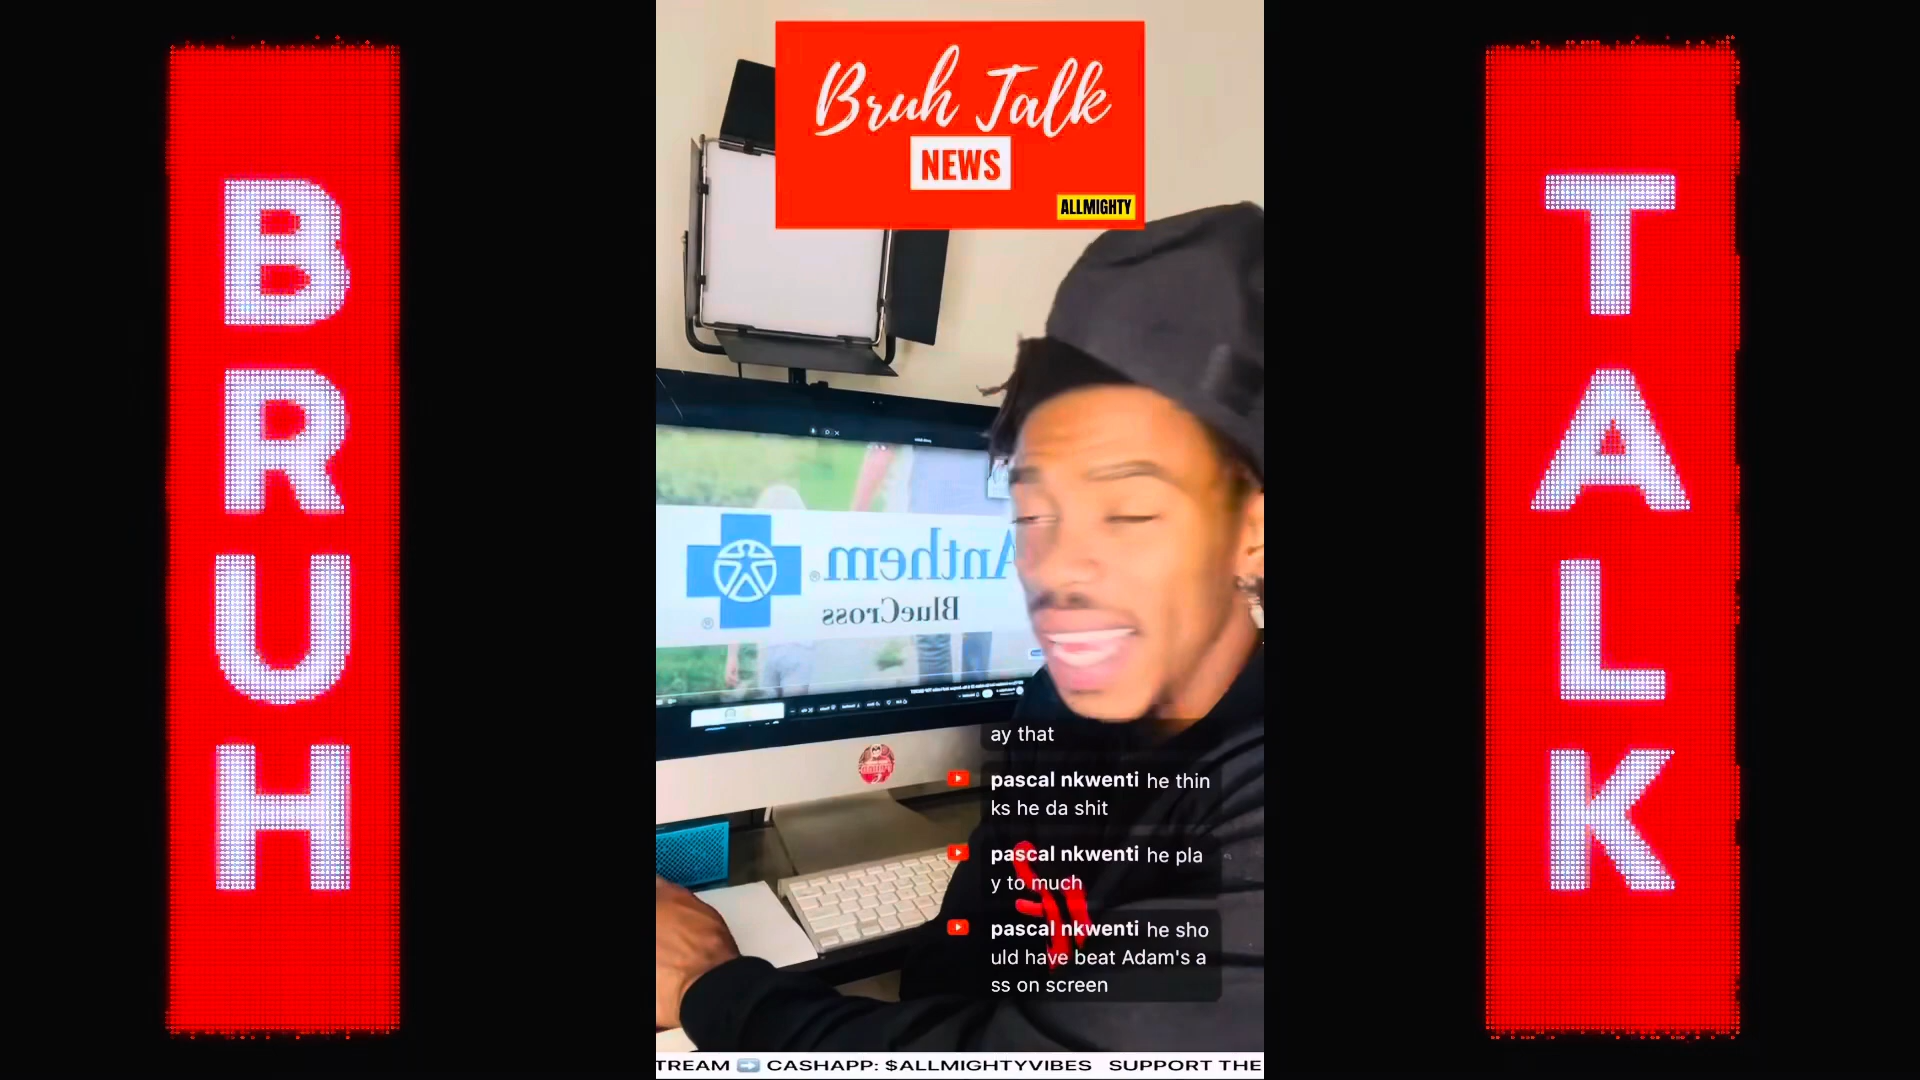 BRUH
Bruh Talk
NEWS
ALLMIGHTY
TALK
Anthem®
BlueCross
®
ay that
pascal nkwenti he thin
ks he da shit
pascal nkwenti he pla
y to much
pascal nkwenti he sho
uld have beat Adam's a
ss on screen
TREAM ➡️ CASHAPP: $ALLMIGHTYVIBES SUPPORT THE